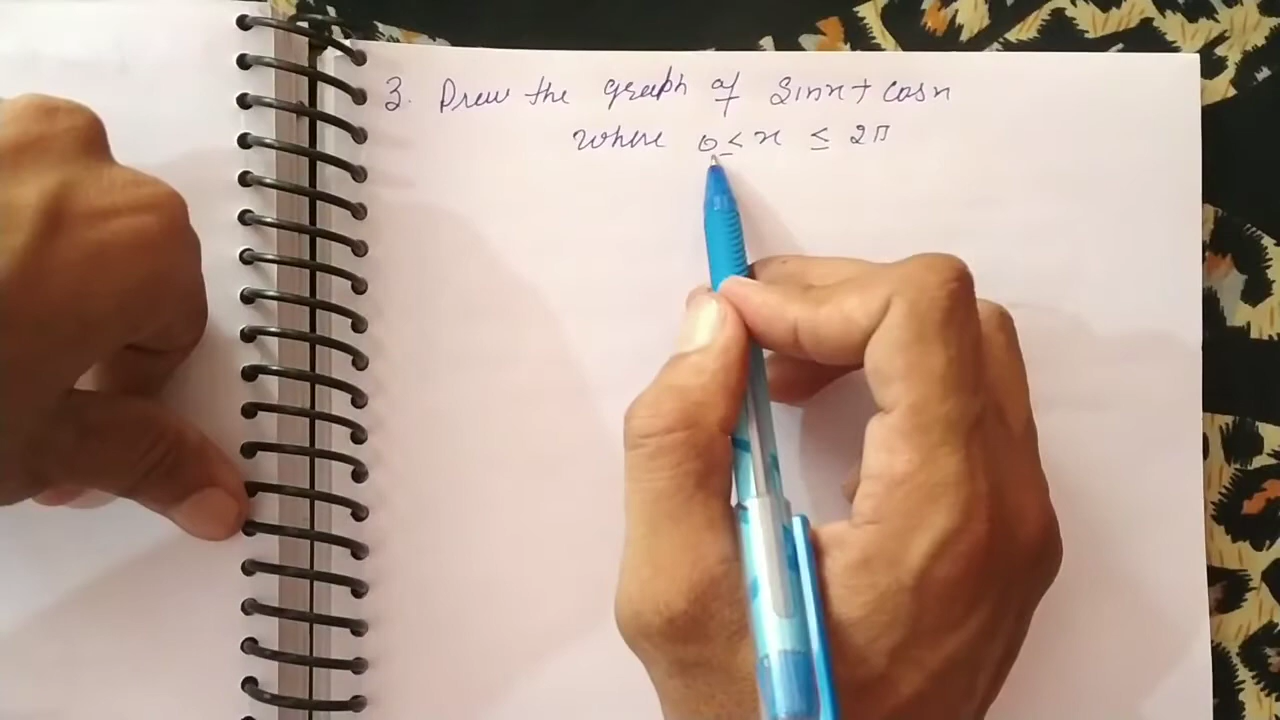 3. Draw the graph of Sinx + cosx
where 0 ≤ x ≤ 2π